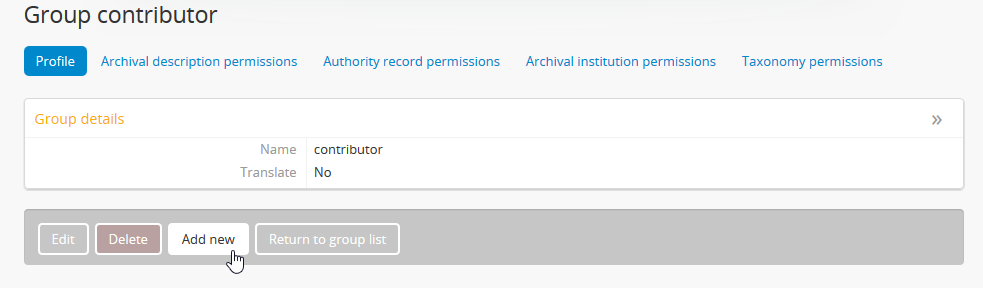 Group contributor
Profile Archival description permissions Authority record permissions Archival institution permissions Taxonomy permissions
Group details »
Name contributor
Translate No
Edit Delete Add new Return to group list